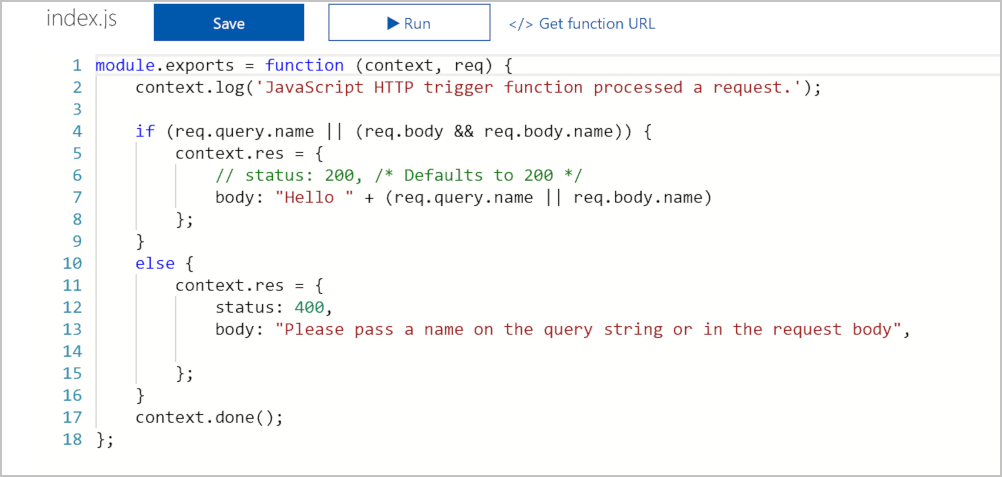 index.js Save Run </> Get function URL
1 module.exports = function (context, req) {
2 context.log('JavaScript HTTP trigger function processed a request.');
3
4 if (req.query.name || (req.body && req.body.name)) {
5 context.res = {
6 // status: 200, /* Defaults to 200 */
7 body: "Hello " + (req.query.name || req.body.name)
8 };
9 }
10 else {
11 context.res = {
12 status: 400,
13 body: "Please pass a name on the query string or in the request body",
14
15 };
16 }
17 context.done();
18 };